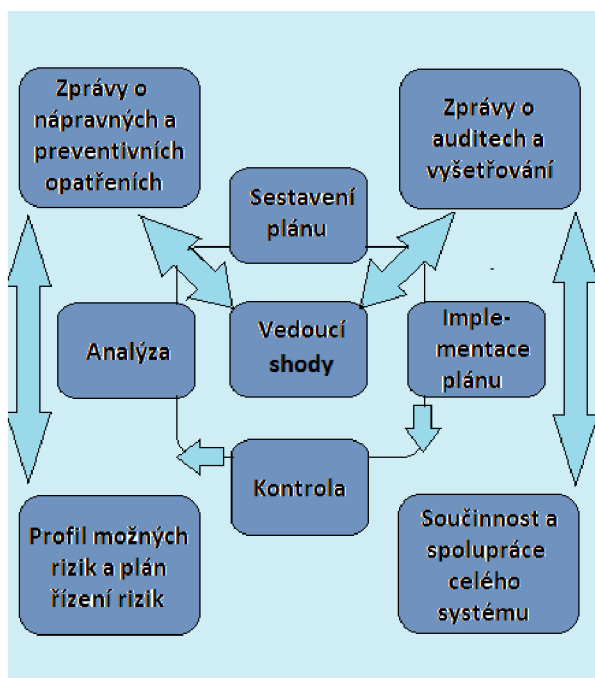 Zprávy o
nápravných a
preventivních
opatřeních
Zprávy o
auditech a
vyšetřování
Sestavení
plánu
Analýza
Vedoucí
shody
Imple-
mentace
plánu
Kontrola
Profil možných
rizik a plán
řízení rizik
Součinnost a
spolupráce
celého
systému